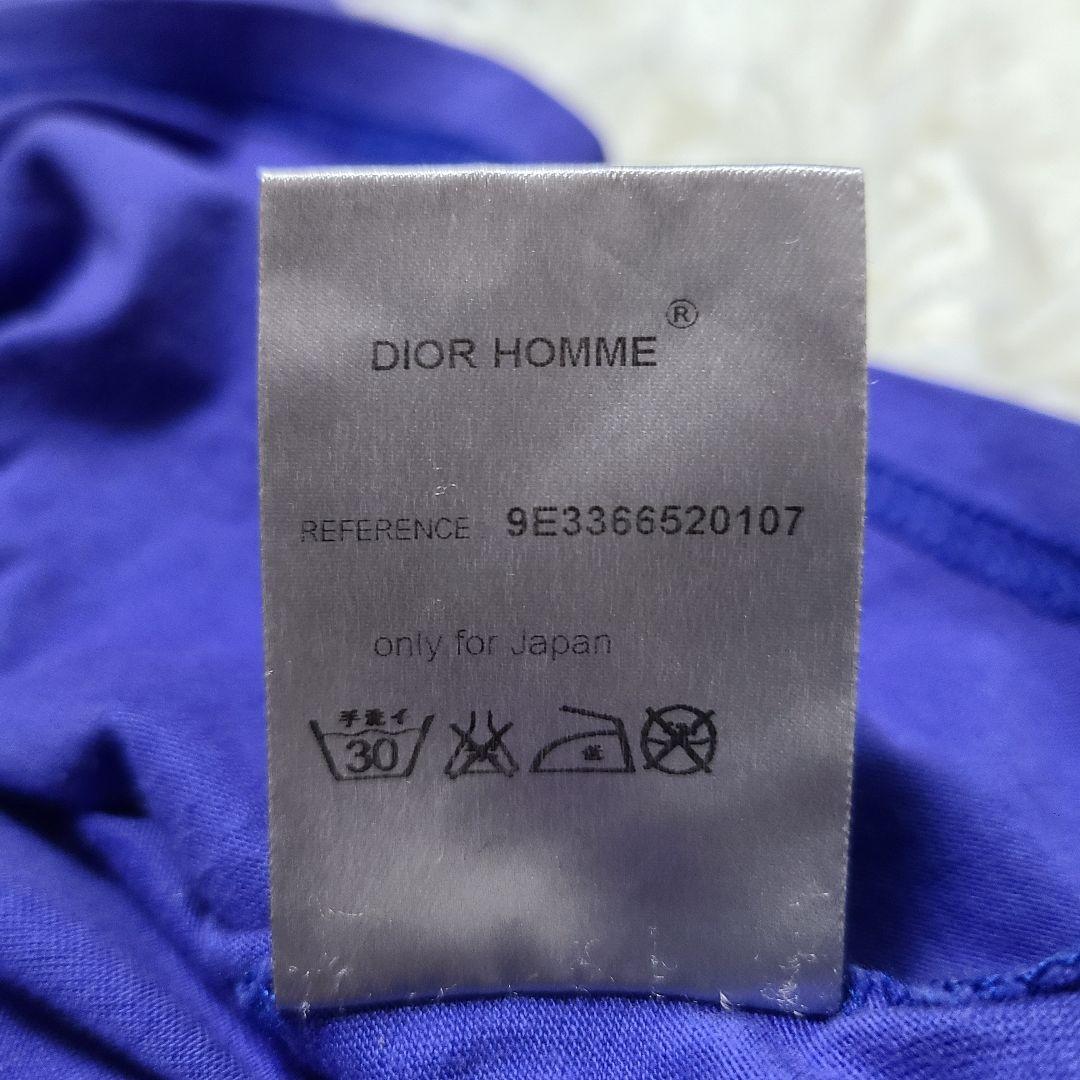 DIOR HOMME®
REFERENCE 9E3366520107
only for Japan
手洗イ
30